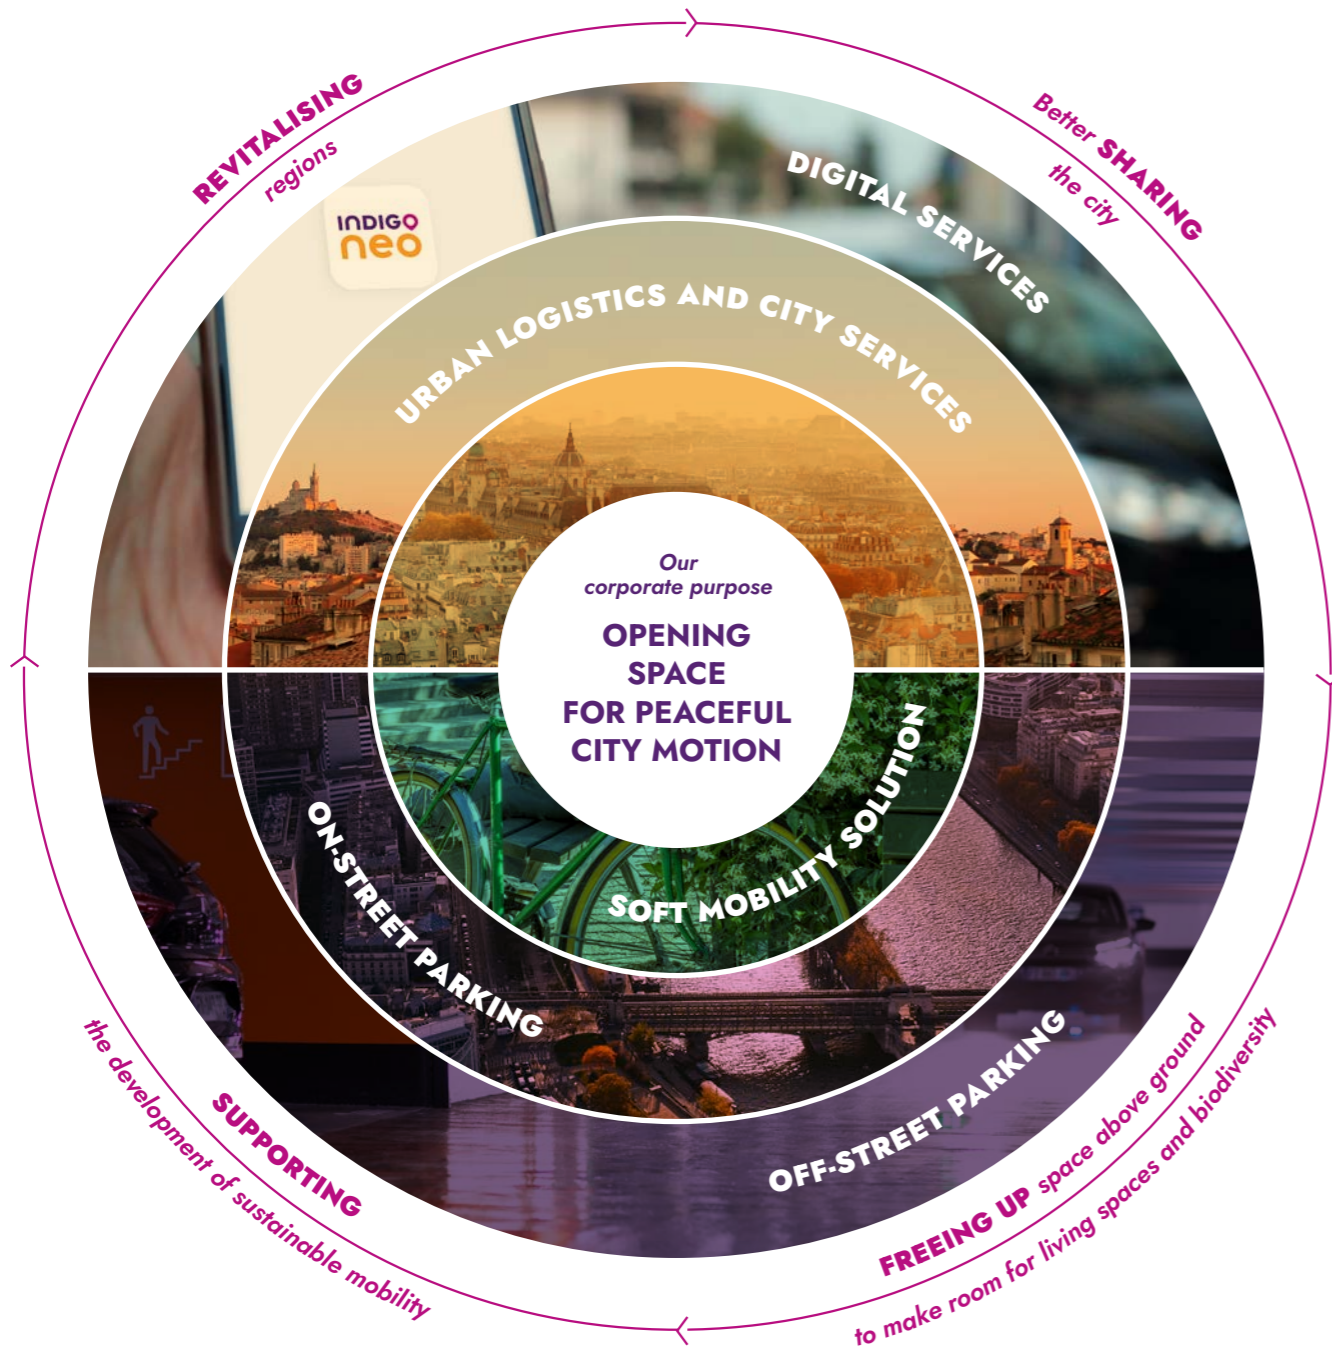 REVITALISING
regions
Better SHARING
the city
INDIGO
neo
DIGITAL SERVICES
URBAN LOGISTICS AND CITY SERVICES
Our
corporate purpose
OPENING
SPACE
FOR PEACEFUL
CITY MOTION
SOFT MOBILITY SOLUTION
ON-STREET PARKING
OFF-STREET PARKING
SUPPORTING
the development of sustainable mobility
FREEING UP space above ground
to make room for living spaces and biodiversity